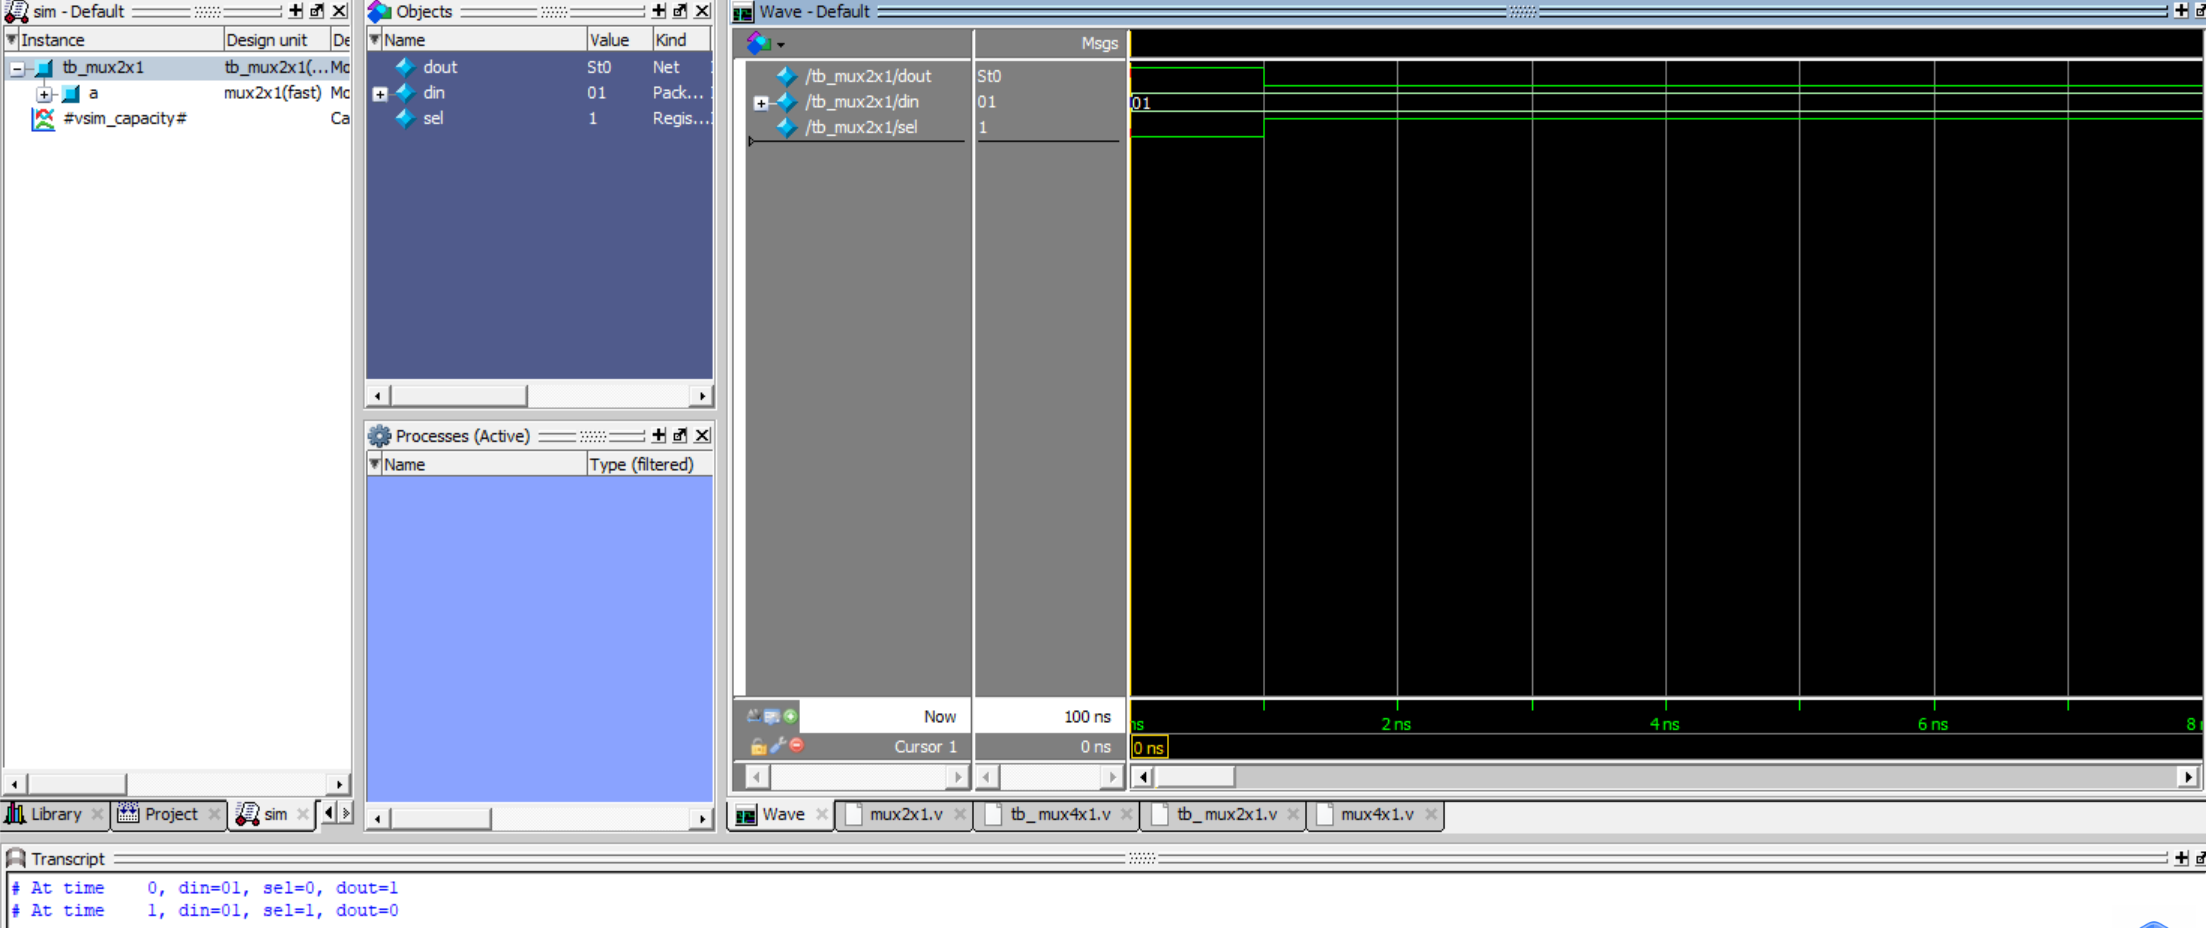 sim - Default
Instance Design unit De
tb_mux2x1 tb_mux2x1(... Mo
a mux2x1(fast) Mo
#vsim_capacity# Ca
Library Project sim
Objects
Name Value Kind
dout St0 Net
din 01 Pack...
sel 1 Regis...
Processes (Active)
Name Type (filtered)
Wave - Default
Msgs
/tb_mux2x1/dout St0
/tb_mux2x1/din 01 01
/tb_mux2x1/sel 1
Now 100 ns ns 2 ns 4 ns 6 ns 8
Cursor 1 0 ns 0 ns
Wave mux2x1.v tb_mux4x1.v tb_mux2x1.v mux4x1.v
Transcript
# At time 0, din=01, sel=0, dout=1
# At time 1, din=01, sel=1, dout=0